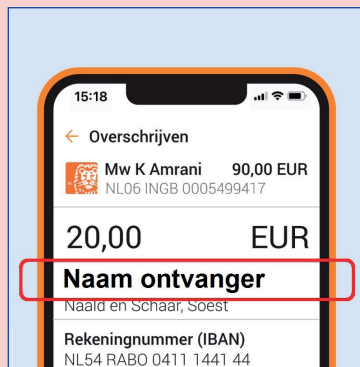 15:18
← Overschrijven
Mw K Amrani 90,00 EUR
NL06 INGB 0005499417
20,00 EUR
Naam ontvanger
Naald en Schaar, Soest
Rekeningnummer (IBAN)
NL54 RABO 0411 1441 44